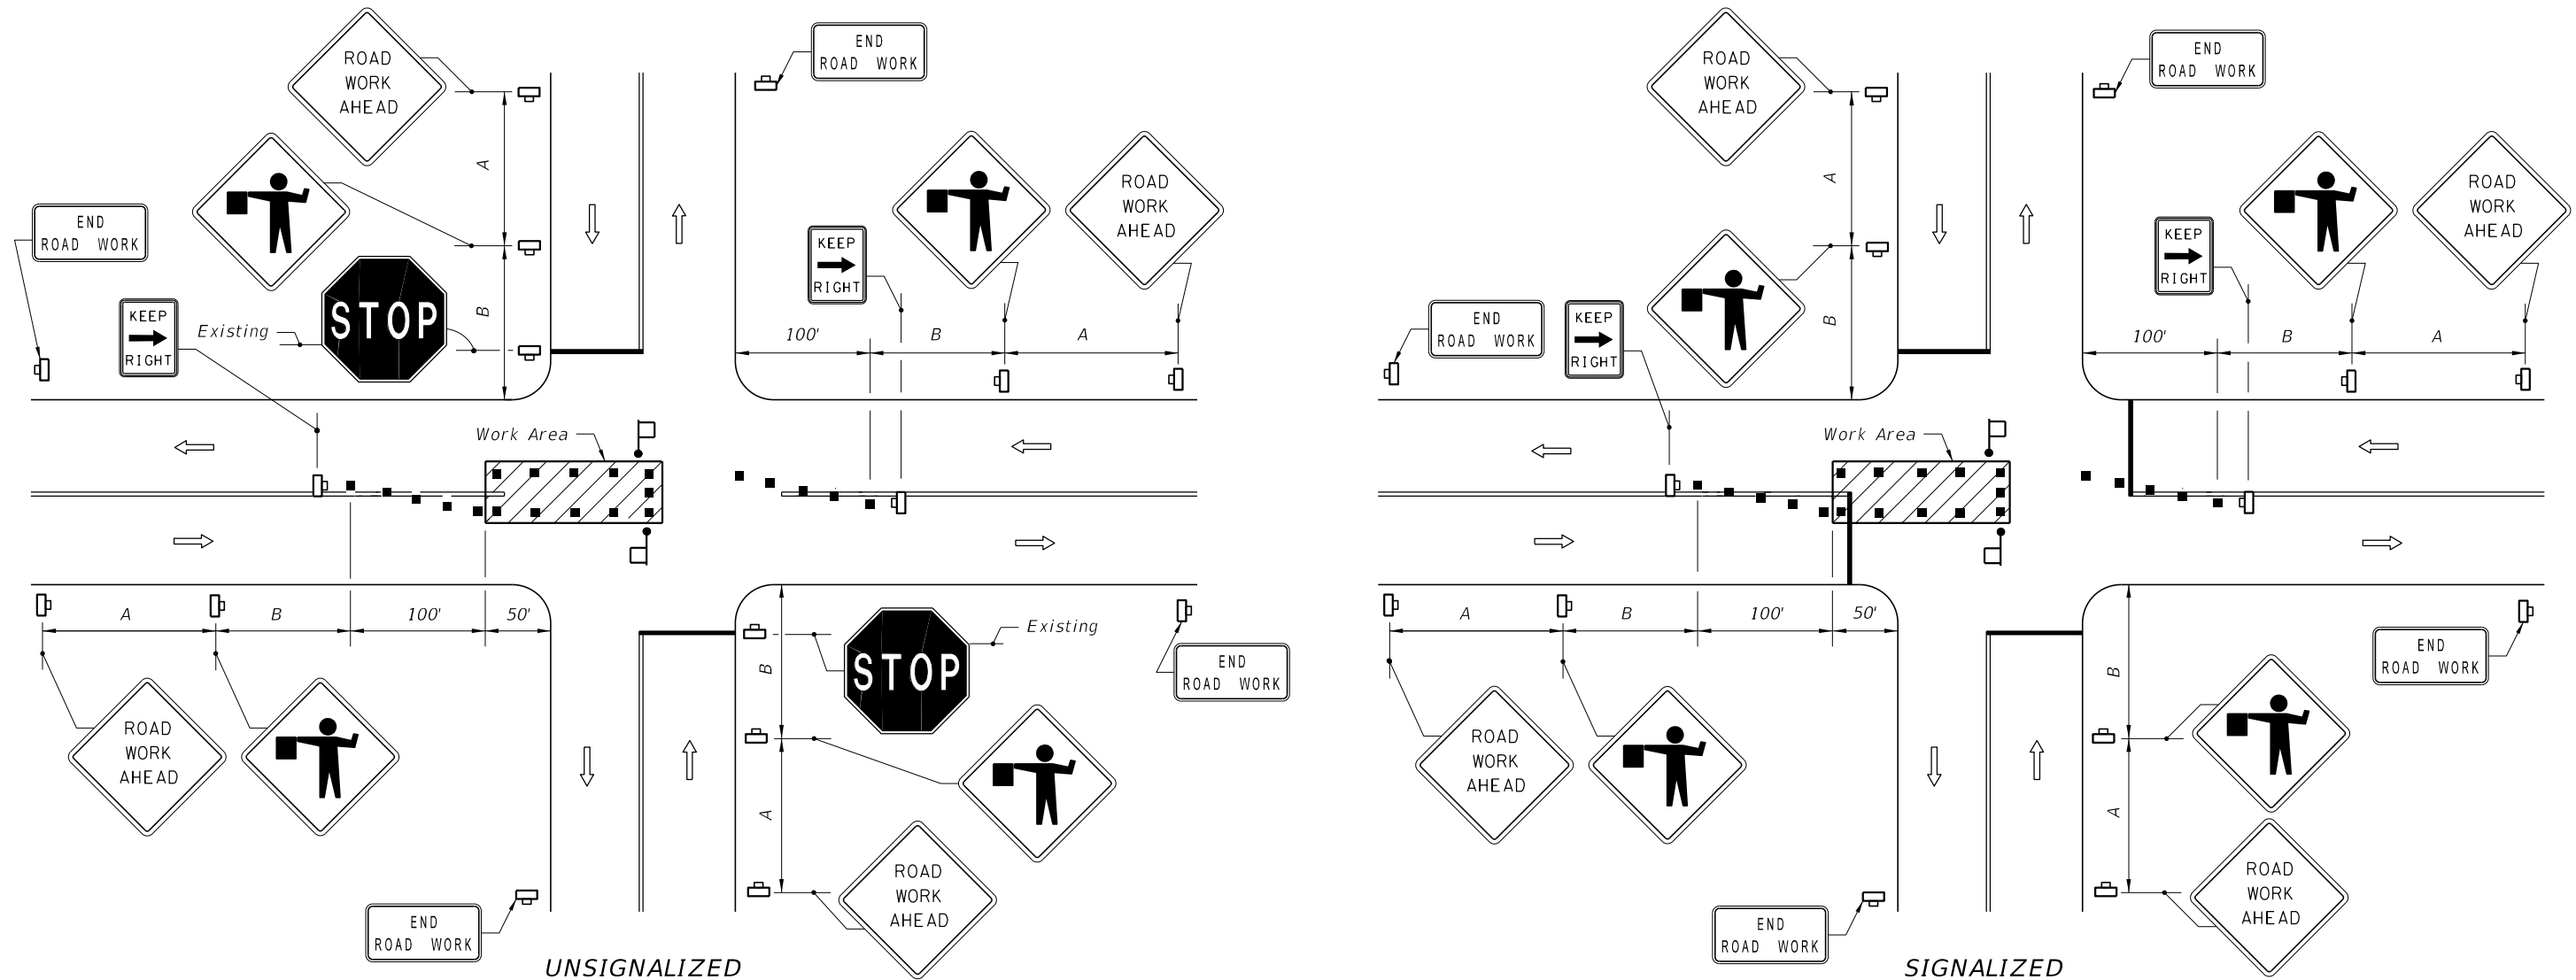 ROAD
WORK
AHEAD
END
ROAD WORK
A
END
ROAD WORK
KEEP
RIGHT
Existing
STOP
B
KEEP
RIGHT
ROAD
WORK
AHEAD
100'
B
A
Work Area
A
B
100'
50'
ROAD
WORK
AHEAD
B
STOP
Existing
END
ROAD WORK
A
ROAD
WORK
AHEAD
END
ROAD WORK
UNSIGNALIZED
ROAD
WORK
AHEAD
END
ROAD WORK
A
B
END
ROAD WORK
KEEP
RIGHT
KEEP
RIGHT
ROAD
WORK
AHEAD
100'
B
A
Work Area
A
B
100'
50'
ROAD
WORK
AHEAD
B
END
ROAD WORK
A
ROAD
WORK
AHEAD
END
ROAD WORK
SIGNALIZED